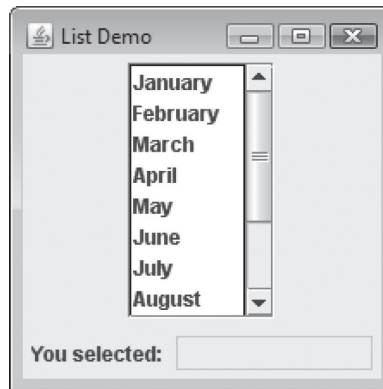 List Demo
January
February
March
April
May
June
July
August
You selected: